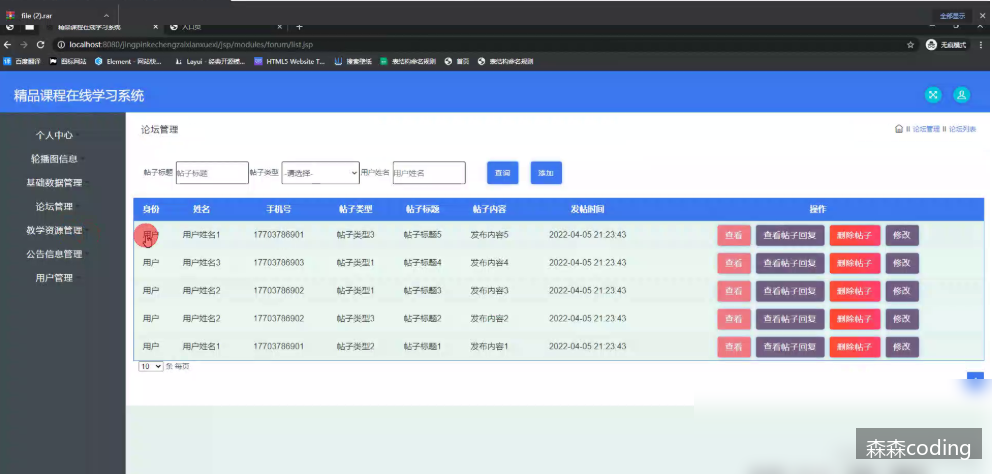 file (2).rar
全部显示
精品课程在线学习系统
入口页
localhost:8080/jingpinkechengzaixianxuexi/jsp/modules/forum/list.jsp
无痕模式
百度翻译 图标网站 Element - 网站快... Layui - 经典开源模... HTML5 Website T... 搜索壁纸 表结构命名规则 首页 表结构命名规则
精品课程在线学习系统
个人中心
轮播图信息
基础数据管理
论坛管理
教学资源管理
公告信息管理
用户管理
论坛管理
论坛管理 论坛列表
帖子标题 帖子标题 帖子类型 -请选择- 用户姓名 用户姓名 查询 添加
身份 姓名 手机号 帖子类型 帖子标题 帖子内容 发帖时间 操作
用户 用户姓名1 17703786901 帖子类型3 帖子标题5 发布内容5 2022-04-05 21:23:43 查看 查看帖子回复 删除帖子 修改
用户 用户姓名3 17703786903 帖子类型1 帖子标题4 发布内容4 2022-04-05 21:23:43 查看 查看帖子回复 删除帖子 修改
用户 用户姓名2 17703786902 帖子类型1 帖子标题3 发布内容3 2022-04-05 21:23:43 查看 查看帖子回复 删除帖子 修改
用户 用户姓名2 17703786902 帖子类型3 帖子标题2 发布内容2 2022-04-05 21:23:43 查看 查看帖子回复 删除帖子 修改
用户 用户姓名1 17703786901 帖子类型2 帖子标题1 发布内容1 2022-04-05 21:23:43 查看 查看帖子回复 删除帖子 修改
10 条 每页
森森coding